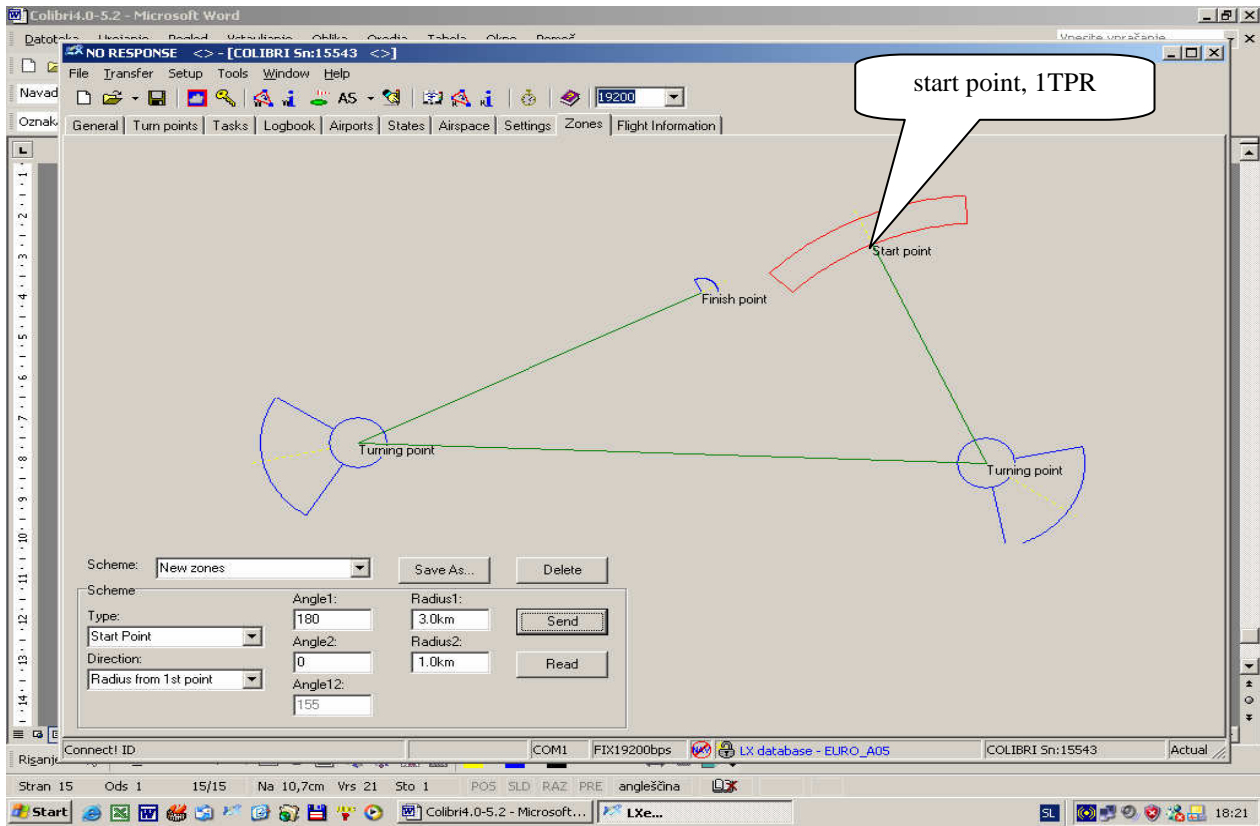 Colibri4.0-5.2 - Microsoft Word
NO RESPONSE <> - [COLIBRI Sn:15543 <>]
File Transfer Setup Tools Window Help
Navad
AS
19200
start point, 1TPR
General Turn points Tasks Logbook Airports States Airspace Settings Zones Flight Information
L
Start point
Finish point
Turning point
Turning point
Scheme: New zones Save As... Delete
Scheme
Type: Angle1: Radius1:
Start Point 180 3.0km Send
Direction: Angle2: Radius2:
Radius from 1st point 0 1.0km Read
Angle12:
155
Connect! ID COM1 FIX19200bps LX database - EURO_A05 COLIBRI Sn:15543 Actual
Stran 15 Ods 1 15/15 Na 10,7cm Vrs 21 Sto 1 POS SLD RAZ PRE angleščina
Start Colibri4.0-5.2 - Microsoft... LXe... SL 18:21